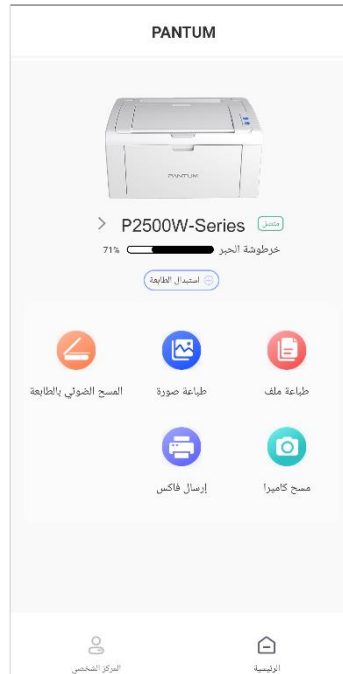 PANTUM
PANTUM
P2500W-Series متصل
خرطوشة الحبر 71%
استبدال الطابعة
طباعة ملف
طباعة صورة
المسح الضوئي بالطابعة
مسح كاميرا
إرسال فاكس
الرئيسية
المركز الشخصي